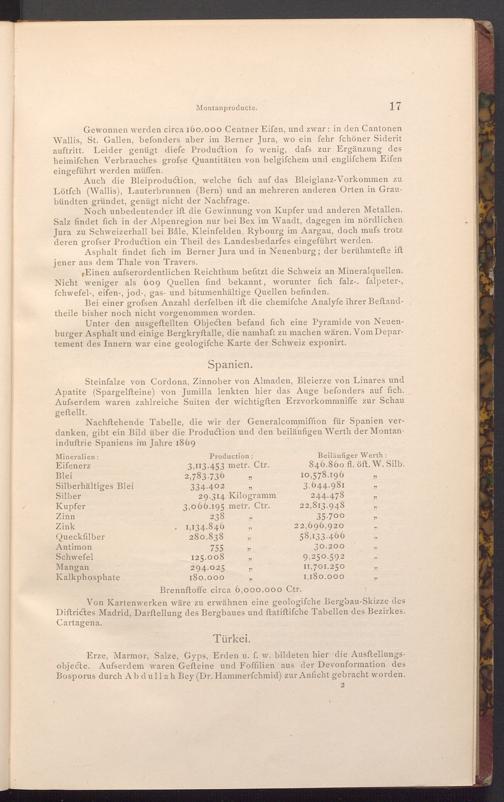 Montanproducte. 17
Gewonnen werden circa 160.000 Centner Eiſen, und zwar: in den Cantonen
Wallis, St. Gallen, beſonders aber im Berner Jura, wo ein ſehr ſchöner Siderit
auftritt. Leider genügt dieſe Production ſo wenig, daſs zur Ergänzung des
heimiſchen Verbrauches groſse Quantitäten von belgiſchem und engliſchem Eiſen
eingeführt werden müſſen.
Auch die Bleiproduction, welche ſich auf das Bleiglanz-Vorkommen zu
Lötſch (Wallis), Lauterbrunnen (Bern) und an mehreren anderen Orten in Grau-
bündten gründet, genügt nicht der Nachfrage.
Noch unbedeutender iſt die Gewinnung von Kupfer und anderen Metallen.
Salz findet ſich in der Alpenregion nur bei Bex im Waadt, dagegen im nördlichen
Jura zu Schweizerhall bei Bâle, Kleinfelden, Rybourg im Aargau, doch muſs trotz
deren groſser Production ein Theil des Landesbedarfes eingeführt werden.
Asphalt findet ſich im Berner Jura und in Neuenburg; der berühmteſte iſt
jener aus dem Thale von Travers.
Einen auſserordentlichen Reichthum beſitzt die Schweiz an Mineralquellen.
Nicht weniger als 609 Quellen ſind bekannt, worunter ſich ſalz-, ſalpeter-,
ſchwefel-, eiſen-, jod-, gas- und bitumenhältige Quellen befinden.
Bei einer groſsen Anzahl derſelben iſt die chemiſche Analyſe ihrer Beſtand-
theile bisher noch nicht vorgenommen worden.
Unter den ausgeſtellten Objecten befand ſich eine Pyramide von Neuen-
burger Asphalt und einige Bergkryſtalle, die namhaft zu machen wären. Vom Depar-
tement des Innern war eine geologiſche Karte der Schweiz exponirt.
Spanien.
Steinſalze von Cordona, Zinnober von Almaden, Bleierze von Linares und
Apatite (Spargelſteine) von Jumilla lenkten hier das Auge beſonders auf ſich.
Auſserdem waren zahlreiche Suiten der wichtigſten Erzvorkommniſſe zur Schau
geſtellt.
Nachſtehende Tabelle, die wir der Generalcommiſſion für Spanien ver-
danken, gibt ein Bild über die Production und den beiläufigen Werth der Montan-
induſtrie Spaniens im Jahre 1869
Mineralien: Production: Beiläufiger Werth:
Eiſenerz 3,113.453 metr. Ctr. 846.860 fl. öſt. W. Silb.
Blei 2,783.736 „ 10,578.196 „
Silberhältiges Blei 334.402 „ 3,644.981 „
Silber 29.314 Kilogramm 244.478 „
Kupfer 3,066.195 metr. Ctr. 22,813.948 „
Zinn 238 „ 35.700 „
Zink 1,134.846 „ 22,696.920 „
Queckſilber 280.838 „ 58,133.466 „
Antimon 755 „ 30.200 „
Schwefel 125.008 „ 9,250.592 „
Mangan 294.025 „ 11,701.250 „
Kalkphosphate 180.000 „ 1,180.000 „
Brennſtoffe circa 6,000.000 Ctr.
Von Kartenwerken wäre zu erwähnen eine geologiſche Bergbau-Skizze des
Diſtrictes Madrid, Darſtellung des Bergbaues und ſtatiſtiſche Tabellen des Bezirkes.
Cartagena.
Türkei.
Erze, Marmor, Salze, Gyps, Erden u. ſ. w. bildeten hier die Ausſtellungs-
objecte. Auſserdem waren Geſteine und Foſſilien aus der Devonformation des
Bosporus durch Abdullah Bey (Dr. Hammerſchmid) zur Anſicht gebracht worden.
2